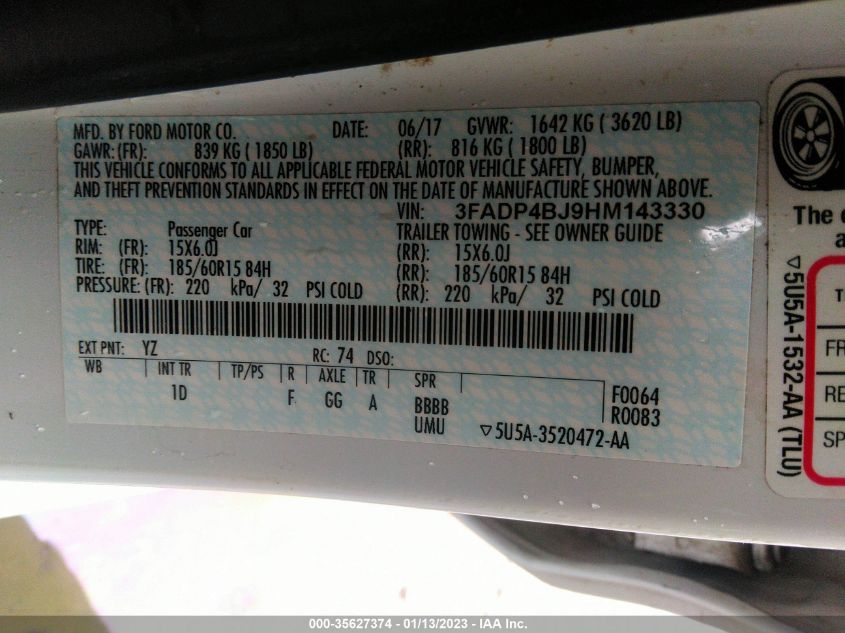 MFD. BY FORD MOTOR CO. DATE: 06/17 GVWR: 1642 KG ( 3620 LB)
GAWR: (FR): 839 KG ( 1850 LB) (RR): 816 KG ( 1800 LB)
THIS VEHICLE CONFORMS TO ALL APPLICABLE FEDERAL MOTOR VEHICLE SAFETY, BUMPER,
AND THEFT PREVENTION STANDARDS IN EFFECT ON THE DATE OF MANUFACTURE SHOWN ABOVE.
VIN: 3FADP4BJ9HM143330
TYPE: Passenger Car TRAILER TOWING - SEE OWNER GUIDE
RIM: (FR): 15X6.0J (RR): 15X6.0J
TIRE: (FR): 185/60R15 84H (RR): 185/60R15 84H
PRESSURE: (FR): 220 kPa/ 32 PSI COLD (RR): 220 kPa/ 32 PSI COLD
EXT PNT: YZ RC: 74 DSO:
WB INT TR TP/PS R AXLE TR SPR F0064
1D F GG A BBBB R0083
UMU ▽5U5A-3520472-AA
The
▽5U5A-1532-AA (TLU)
FR
RE
SP
000-35627374 - 01/13/2023 - IAA Inc.